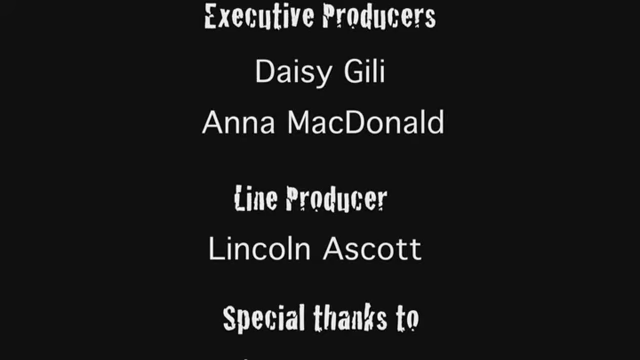 Executive Producers
Daisy Gili
Anna MacDonald
Line Producer
Lincoln Ascott
Special thanks to